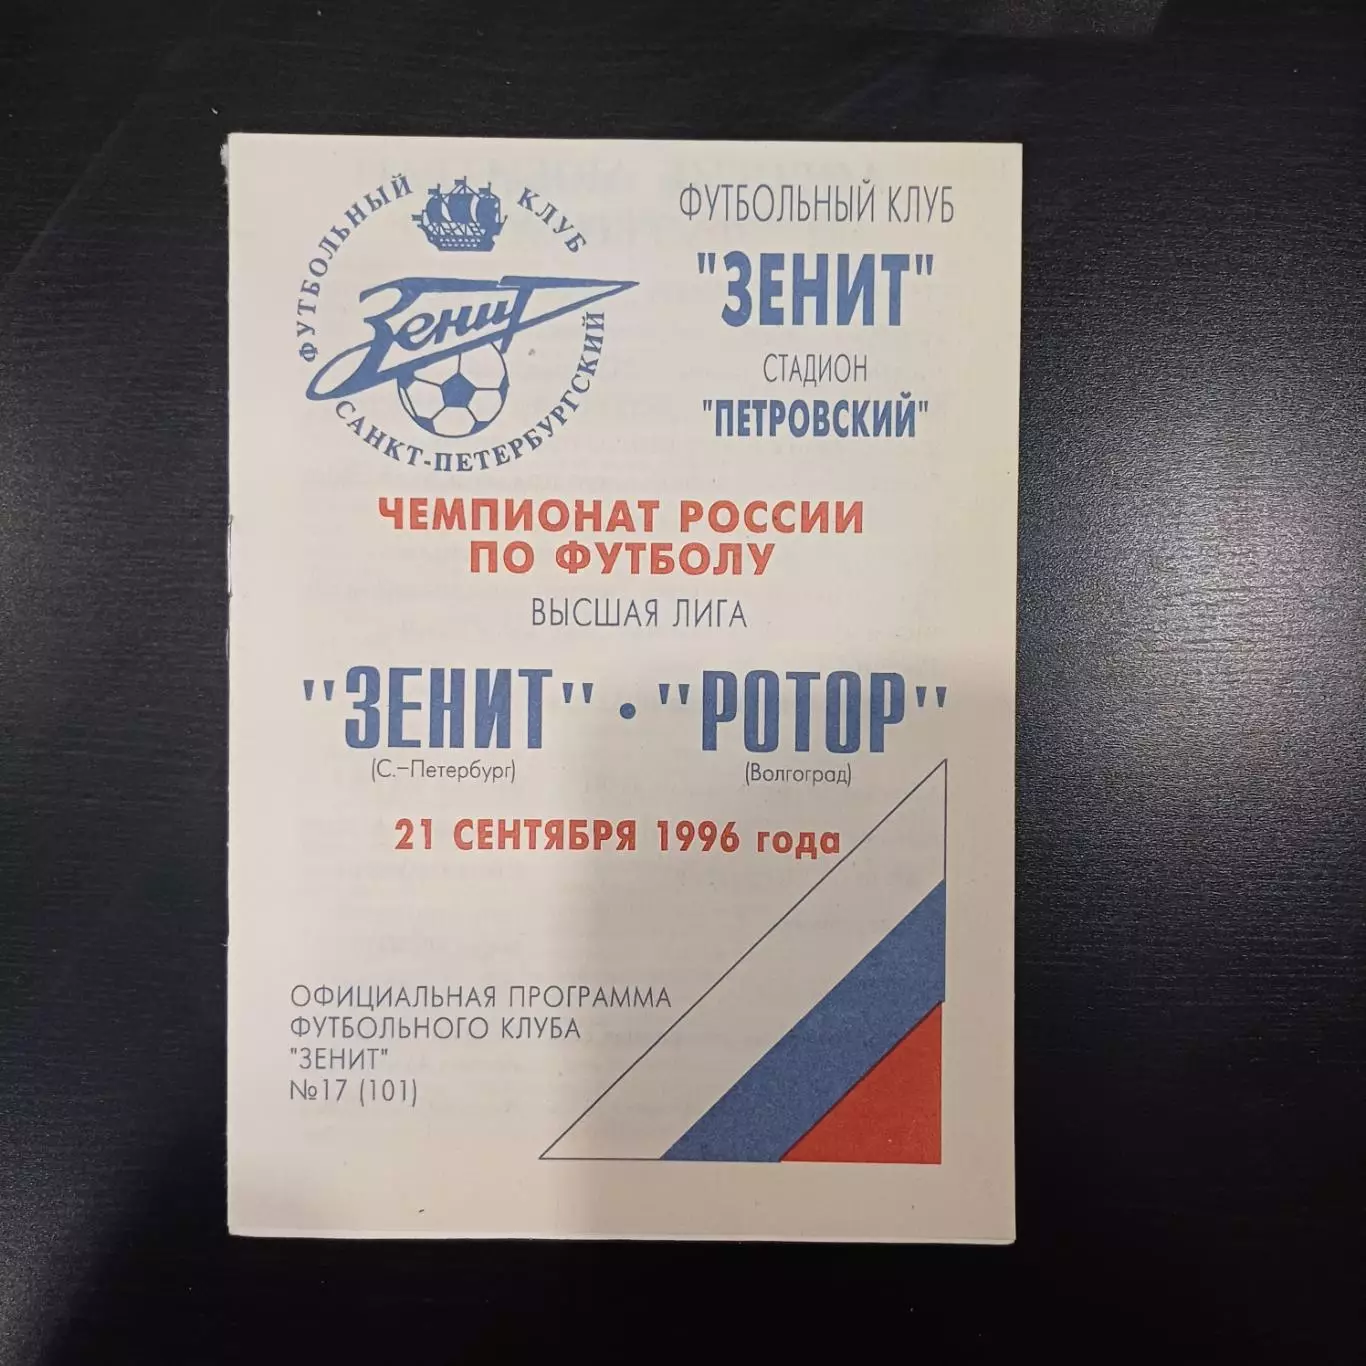 ФУТБОЛЬНЫЙ КЛУБ
Зенит
САНКТ-ПЕТЕРБУРГСКИЙ
ФУТБОЛЬНЫЙ КЛУБ
"ЗЕНИТ"
СТАДИОН
"ПЕТРОВСКИЙ"
ЧЕМПИОНАТ РОССИИ
ПО ФУТБОЛУ
ВЫСШАЯ ЛИГА
"ЗЕНИТ" · "РОТОР"
(С.-Петербург) (Волгоград)
21 СЕНТЯБРЯ 1996 года
ОФИЦИАЛЬНАЯ ПРОГРАММА
ФУТБОЛЬНОГО КЛУБА
"ЗЕНИТ"
№17 (101)